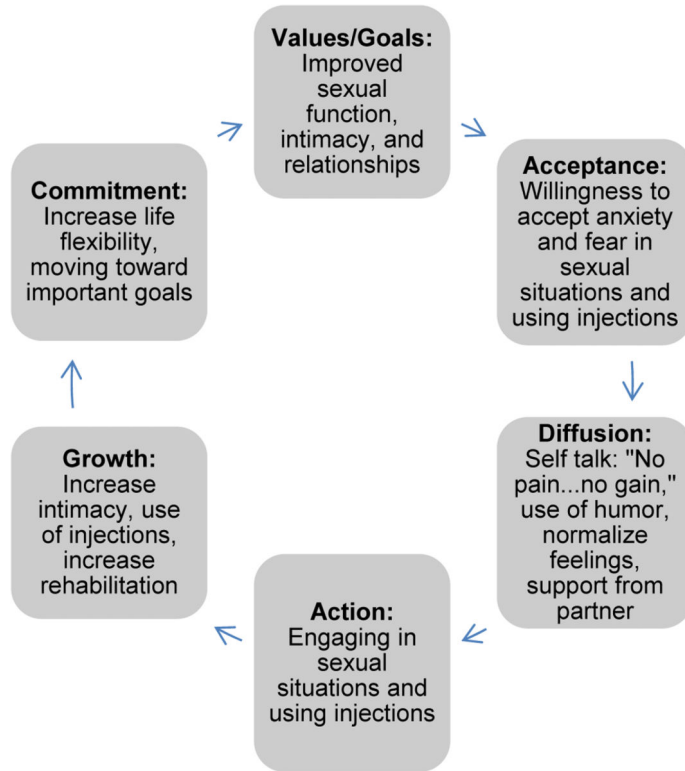 Values/Goals:
Improved
sexual
function,
intimacy, and
relationships
Acceptance:
Willingness to
accept anxiety
and fear in
sexual
situations and
using injections
Diffusion:
Self talk: "No
pain...no gain,"
use of humor,
normalize
feelings,
support from
partner
Action:
Engaging in
sexual
situations and
using injections
Growth:
Increase
intimacy, use
of injections,
increase
rehabilitation
Commitment:
Increase life
flexibility,
moving toward
important goals